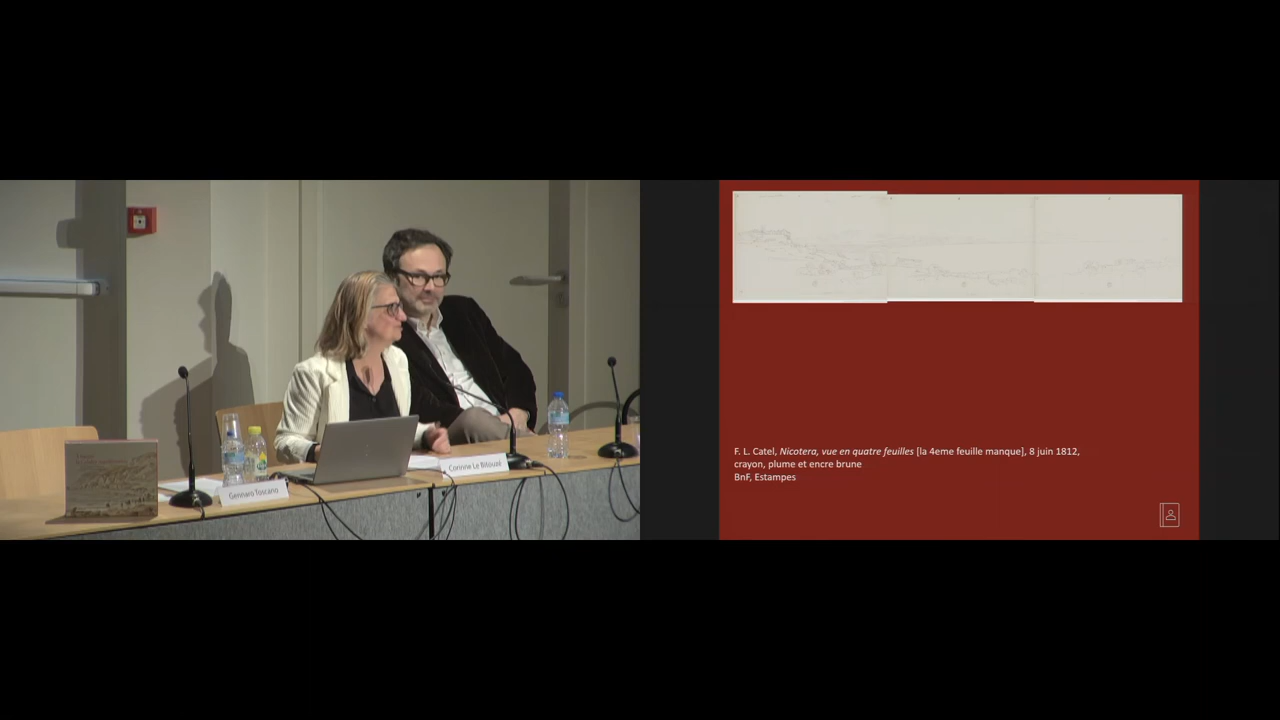 Gennaro Toscano
Corinne Le Bitouzé
F. L. Catel, Nicotera, vue en quatre feuilles [la 4eme feuille manque], 8 juin 1812,
crayon, plume et encre brune
BnF, Estampes